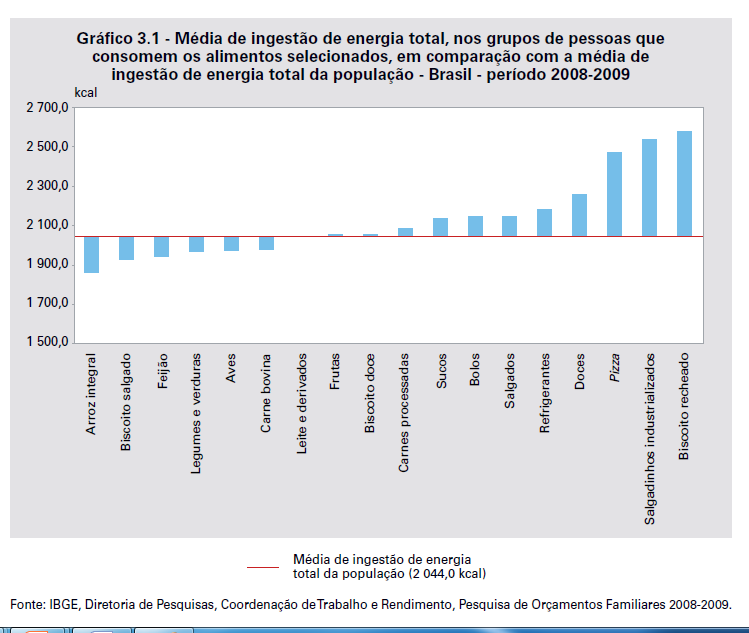 Gráfico 3.1 - Média de ingestão de energia total, nos grupos de pessoas que
consomem os alimentos selecionados, em comparação com a média de
ingestão de energia total da população - Brasil - período 2008-2009
kcal
2 700,0
2 500,0
2 300,0
2 100,0
1 900,0
1 700,0
1 500,0
Arroz integral
Biscoito salgado
Feijão
Legumes e verduras
Aves
Carne bovina
Leite e derivados
Frutas
Biscoito doce
Carnes processadas
Sucos
Bolos
Salgados
Refrigerantes
Doces
Pizza
Salgadinhos industrializados
Biscoito recheado
Média de ingestão de energia
total da população (2 044,0 kcal)
Fonte: IBGE, Diretoria de Pesquisas, Coordenação de Trabalho e Rendimento, Pesquisa de Orçamentos Familiares 2008-2009.